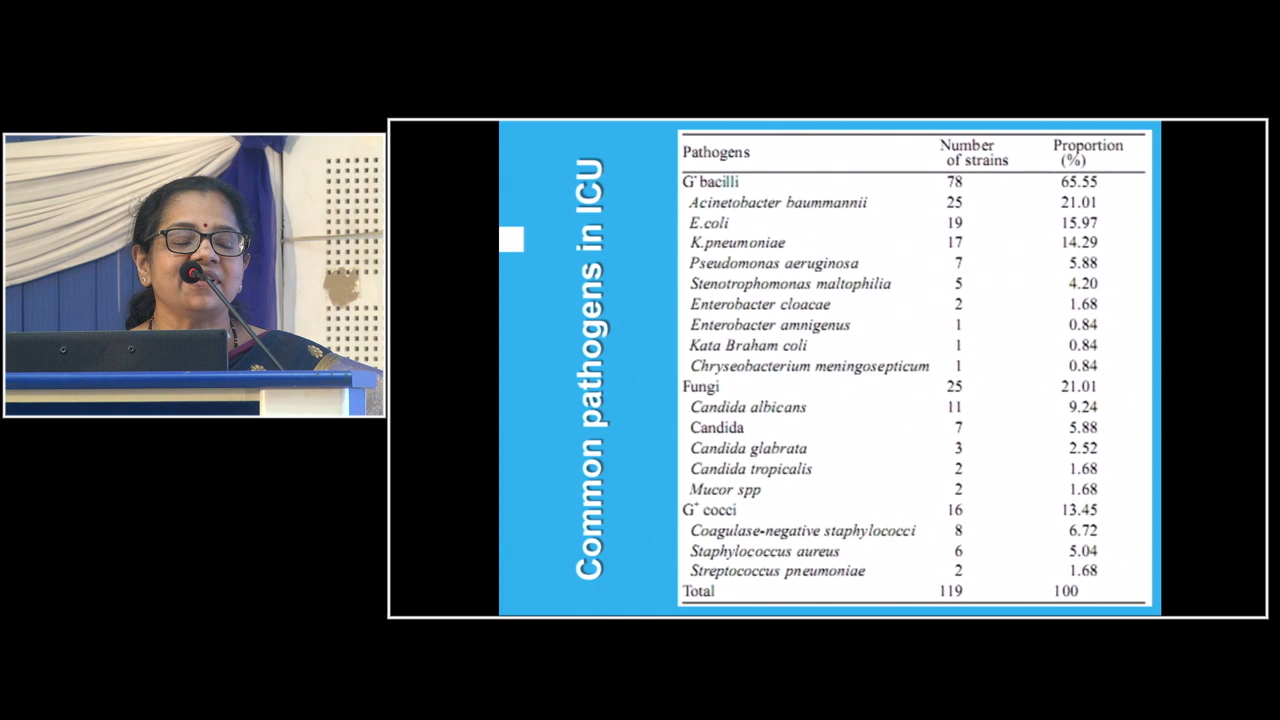 Common pathogens in ICU
Pathogens Number of strains Proportion (%)
G⁻ bacilli 78 65.55
Acinetobacter baummannii 25 21.01
E.coli 19 15.97
K.pneumoniae 17 14.29
Pseudomonas aeruginosa 7 5.88
Stenotrophomonas maltophilia 5 4.20
Enterobacter cloacae 2 1.68
Enterobacter amnigenus 1 0.84
Kata Braham coli 1 0.84
Chryseobacterium meningosepticum 1 0.84
Fungi 25 21.01
Candida albicans 11 9.24
Candida 7 5.88
Candida glabrata 3 2.52
Candida tropicalis 2 1.68
Mucor spp 2 1.68
G⁺ cocci 16 13.45
Coagulase-negative staphylococci 8 6.72
Staphylococcus aureus 6 5.04
Streptococcus pneumoniae 2 1.68
Total 119 100